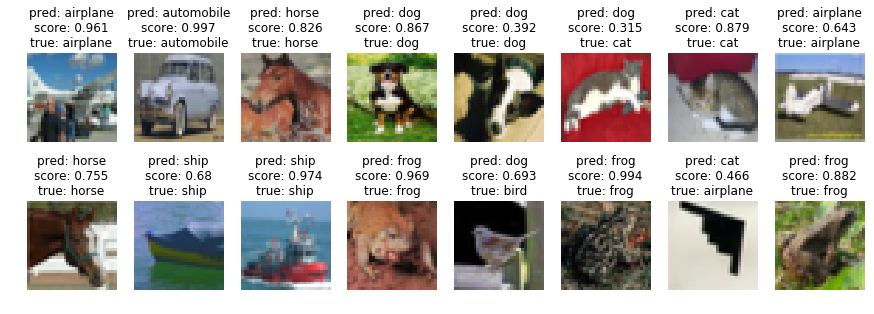 pred: airplane
score: 0.961
true: airplane
pred: automobile
score: 0.997
true: automobile
pred: horse
score: 0.826
true: horse
pred: dog
score: 0.867
true: dog
pred: dog
score: 0.392
true: dog
pred: dog
score: 0.315
true: cat
pred: cat
score: 0.879
true: cat
pred: airplane
score: 0.643
true: airplane
pred: horse
score: 0.755
true: horse
pred: ship
score: 0.68
true: ship
pred: ship
score: 0.974
true: ship
pred: frog
score: 0.969
true: frog
pred: dog
score: 0.693
true: bird
pred: frog
score: 0.994
true: frog
pred: cat
score: 0.466
true: airplane
pred: frog
score: 0.882
true: frog